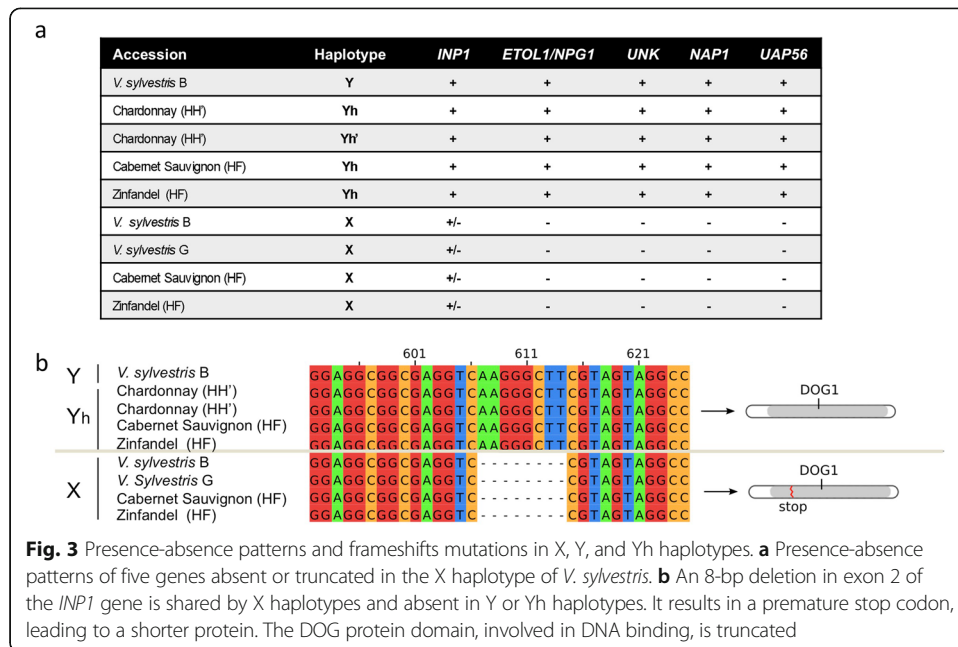 a
Accession Haplotype INP1 ETOL1/NPG1 UNK NAP1 UAP56
V. sylvestris B Y + + + + +
Chardonnay (HH') Yh + + + + +
Chardonnay (HH') Yh' + + + + +
Cabernet Sauvignon (HF) Yh + + + + +
Zinfandel (HF) Yh + + + + +
V. sylvestris B X +/- - - - -
V. sylvestris G X +/- - - - -
Cabernet Sauvignon (HF) X +/- - - - -
Zinfandel (HF) X +/- - - - -
b
601 611 621
Y V. sylvestris B GGAGGCGGCGAGGTCAAGGGCTTCGTAGTAGGCC
Yh Chardonnay (HH') GGAGGCGGCGAGGTCAAGGGCTTCGTAGTAGGCC
Chardonnay (HH') GGAGGCGGCGAGGTCAAGGGCTTCGTAGTAGGCC
Cabernet Sauvignon (HF) GGAGGCGGCGAGGTCAAGGGCTTCGTAGTAGGCC
Zinfandel (HF) GGAGGCGGCGAGGTCAAGGGCTTCGTAGTAGGCC
DOG1
X V. sylvestris B GGAGGCGGCGAGGTC--------CGTAGTAGGCC
V. Sylvestris G GGAGGCGGCGAGGTC--------CGTAGTAGGCC
Cabernet Sauvignon (HF) GGAGGCGGCGAGGTC--------CGTAGTAGGCC
Zinfandel (HF) GGAGGCGGCGAGGTC--------CGTAGTAGGCC
DOG1
stop
Fig. 3 Presence-absence patterns and frameshifts mutations in X, Y, and Yh haplotypes. a Presence-absence
patterns of five genes absent or truncated in the X haplotype of V. sylvestris. b An 8-bp deletion in exon 2 of
the INP1 gene is shared by X haplotypes and absent in Y or Yh haplotypes. It results in a premature stop codon,
leading to a shorter protein. The DOG protein domain, involved in DNA binding, is truncated